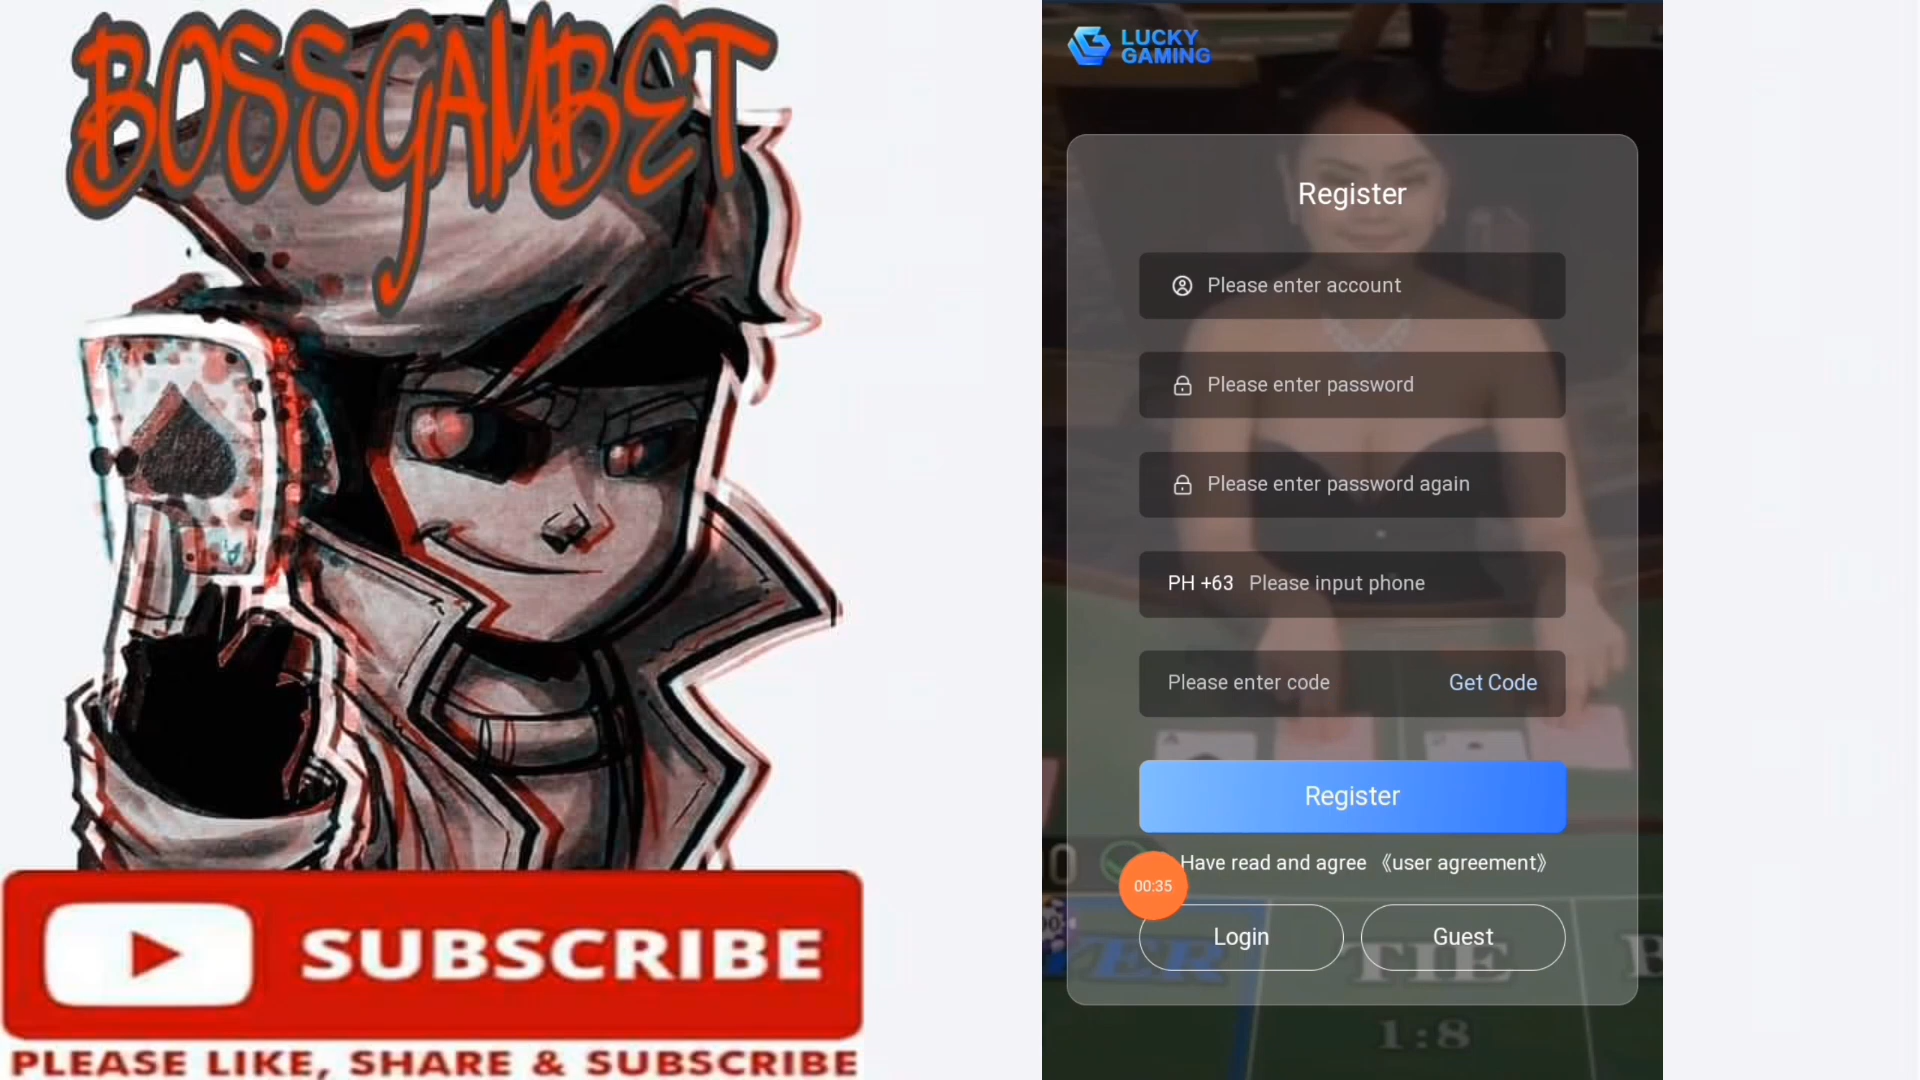 BOSSGAMBET
SUBSCRIBE
PLEASE LIKE, SHARE & SUBSCRIBE
LUCKY
GAMING
Register
Please enter account
Please enter password
Please enter password again
PH +63 Please input phone
Please enter code Get Code
Register
Have read and agree 《user agreement》
00:35
Login Guest
TIE
1:8